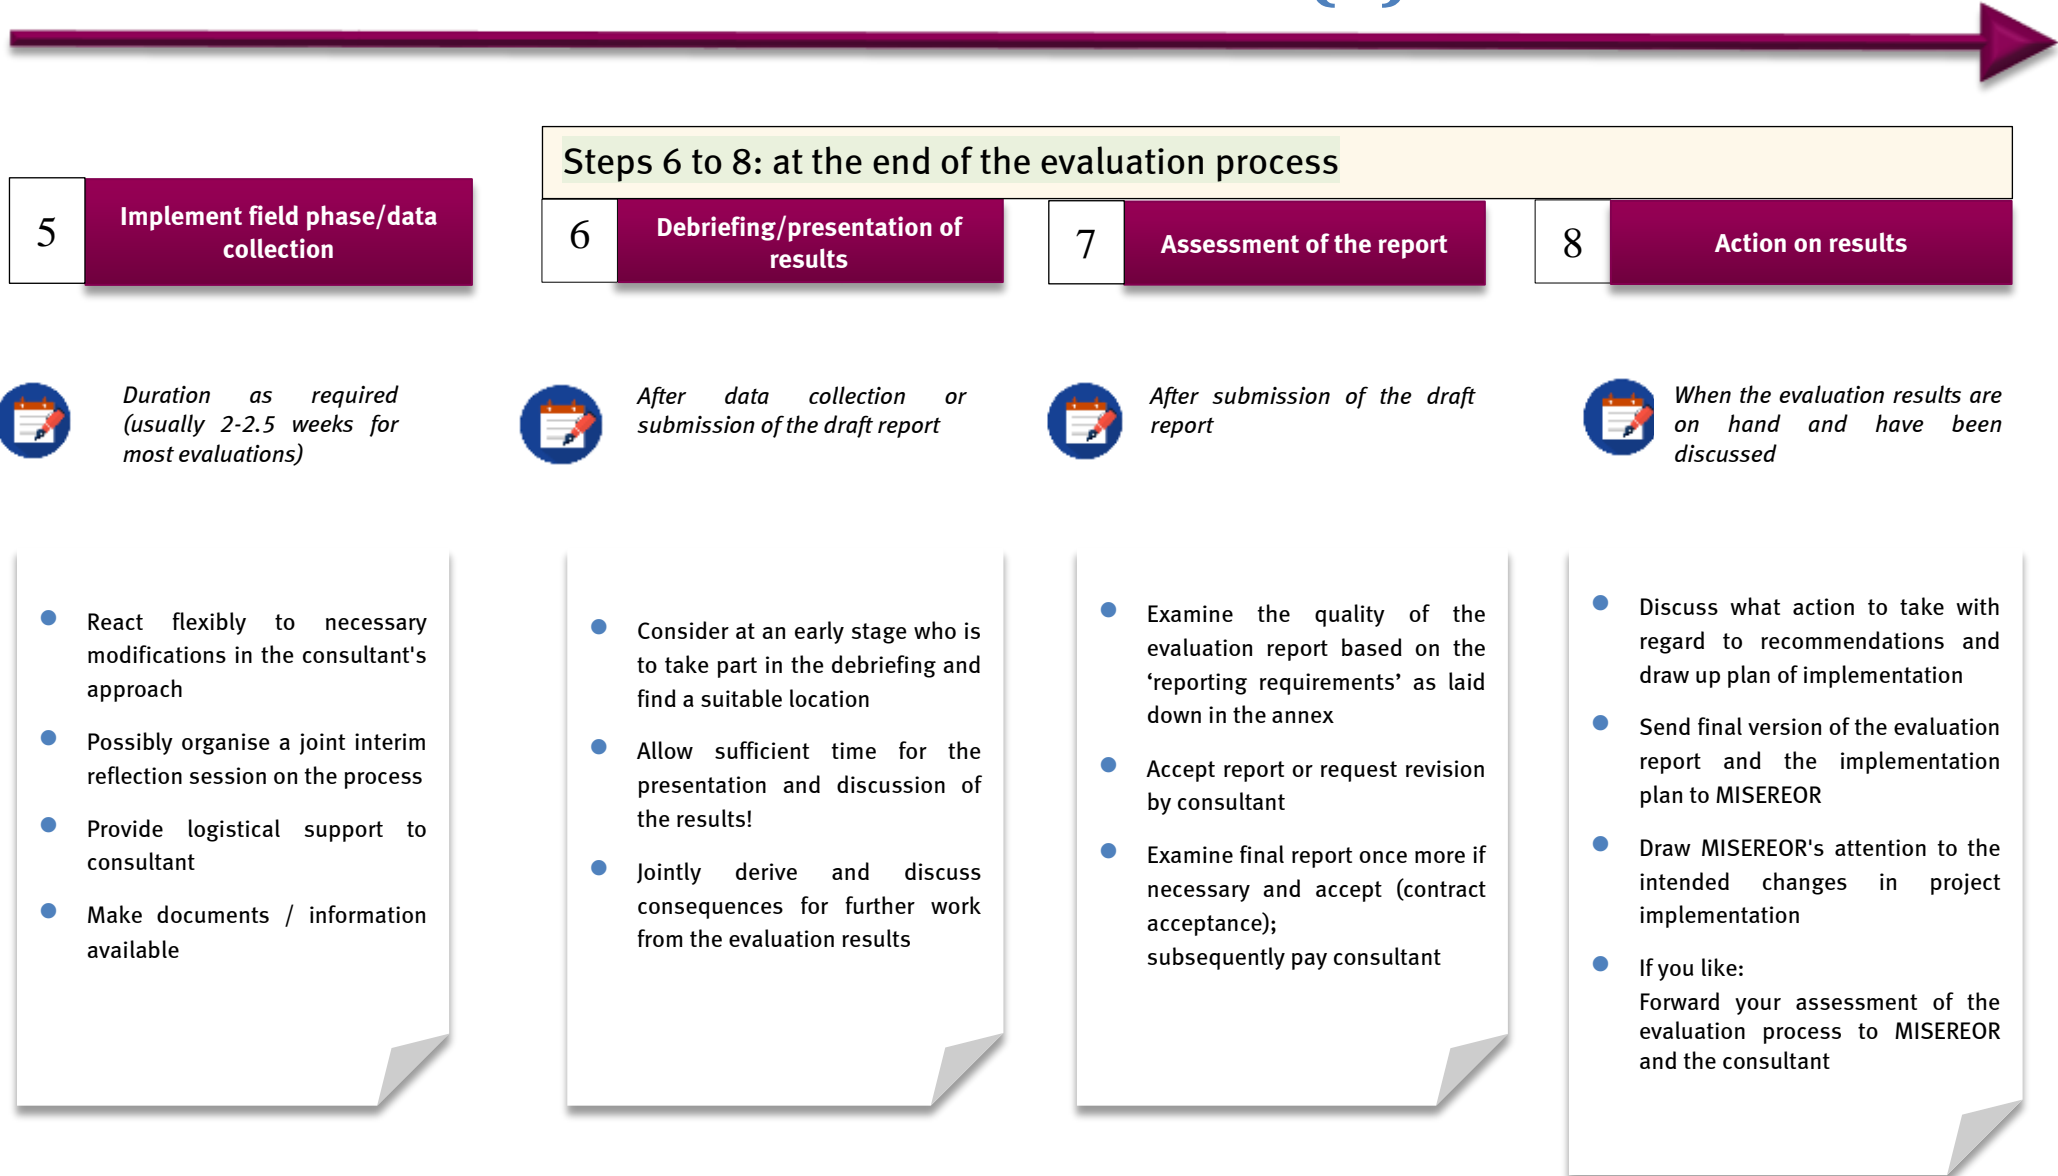 Steps 6 to 8: at the end of the evaluation process
5
Implement field phase/data
collection
6
Debriefing/presentation of
results
7
Assessment of the report
8
Action on results
Duration as required
(usually 2-2.5 weeks for
most evaluations)
After data collection or
submission of the draft report
After submission of the draft
report
When the evaluation results are
on hand and have been
discussed
React flexibly to necessary
modifications in the consultant's
approach
Possibly organise a joint interim
reflection session on the process
Provide logistical support to
consultant
Make documents / information
available
Consider at an early stage who is
to take part in the debriefing and
find a suitable location
Allow sufficient time for the
presentation and discussion of
the results!
Jointly derive and discuss
consequences for further work
from the evaluation results
Examine the quality of the
evaluation report based on the
‘reporting requirements’ as laid
down in the annex
Accept report or request revision
by consultant
Examine final report once more if
necessary and accept (contract
acceptance);
subsequently pay consultant
Discuss what action to take with
regard to recommendations and
draw up plan of implementation
Send final version of the evaluation
report and the implementation
plan to MISEREOR
Draw MISEREOR's attention to the
intended changes in project
implementation
If you like:
Forward your assessment of the
evaluation process to MISEREOR
and the consultant